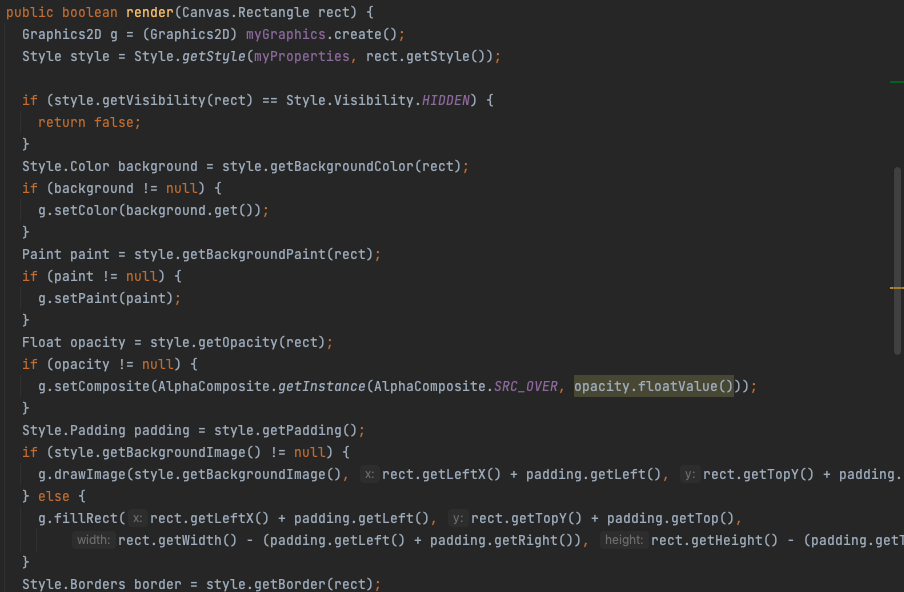 public boolean render(Canvas.Rectangle rect) {
Graphics2D g = (Graphics2D) myGraphics.create();
Style style = Style.getStyle(myProperties, rect.getStyle());
if (style.getVisibility(rect) == Style.Visibility.HIDDEN) {
return false;
}
Style.Color background = style.getBackgroundColor(rect);
if (background != null) {
g.setColor(background.get());
}
Paint paint = style.getBackgroundPaint(rect);
if (paint != null) {
g.setPaint(paint);
}
Float opacity = style.getOpacity(rect);
if (opacity != null) {
g.setComposite(AlphaComposite.getInstance(AlphaComposite.SRC_OVER, opacity.floatValue()));
}
Style.Padding padding = style.getPadding();
if (style.getBackgroundImage() != null) {
g.drawImage(style.getBackgroundImage(), x: rect.getLeftX() + padding.getLeft(), y: rect.getTopY() + padding.
} else {
g.fillRect( x: rect.getLeftX() + padding.getLeft(), y: rect.getTopY() + padding.getTop(),
width: rect.getWidth() - (padding.getLeft() + padding.getRight()), height: rect.getHeight() - (padding.getT
}
Style.Borders border = style.getBorder(rect);